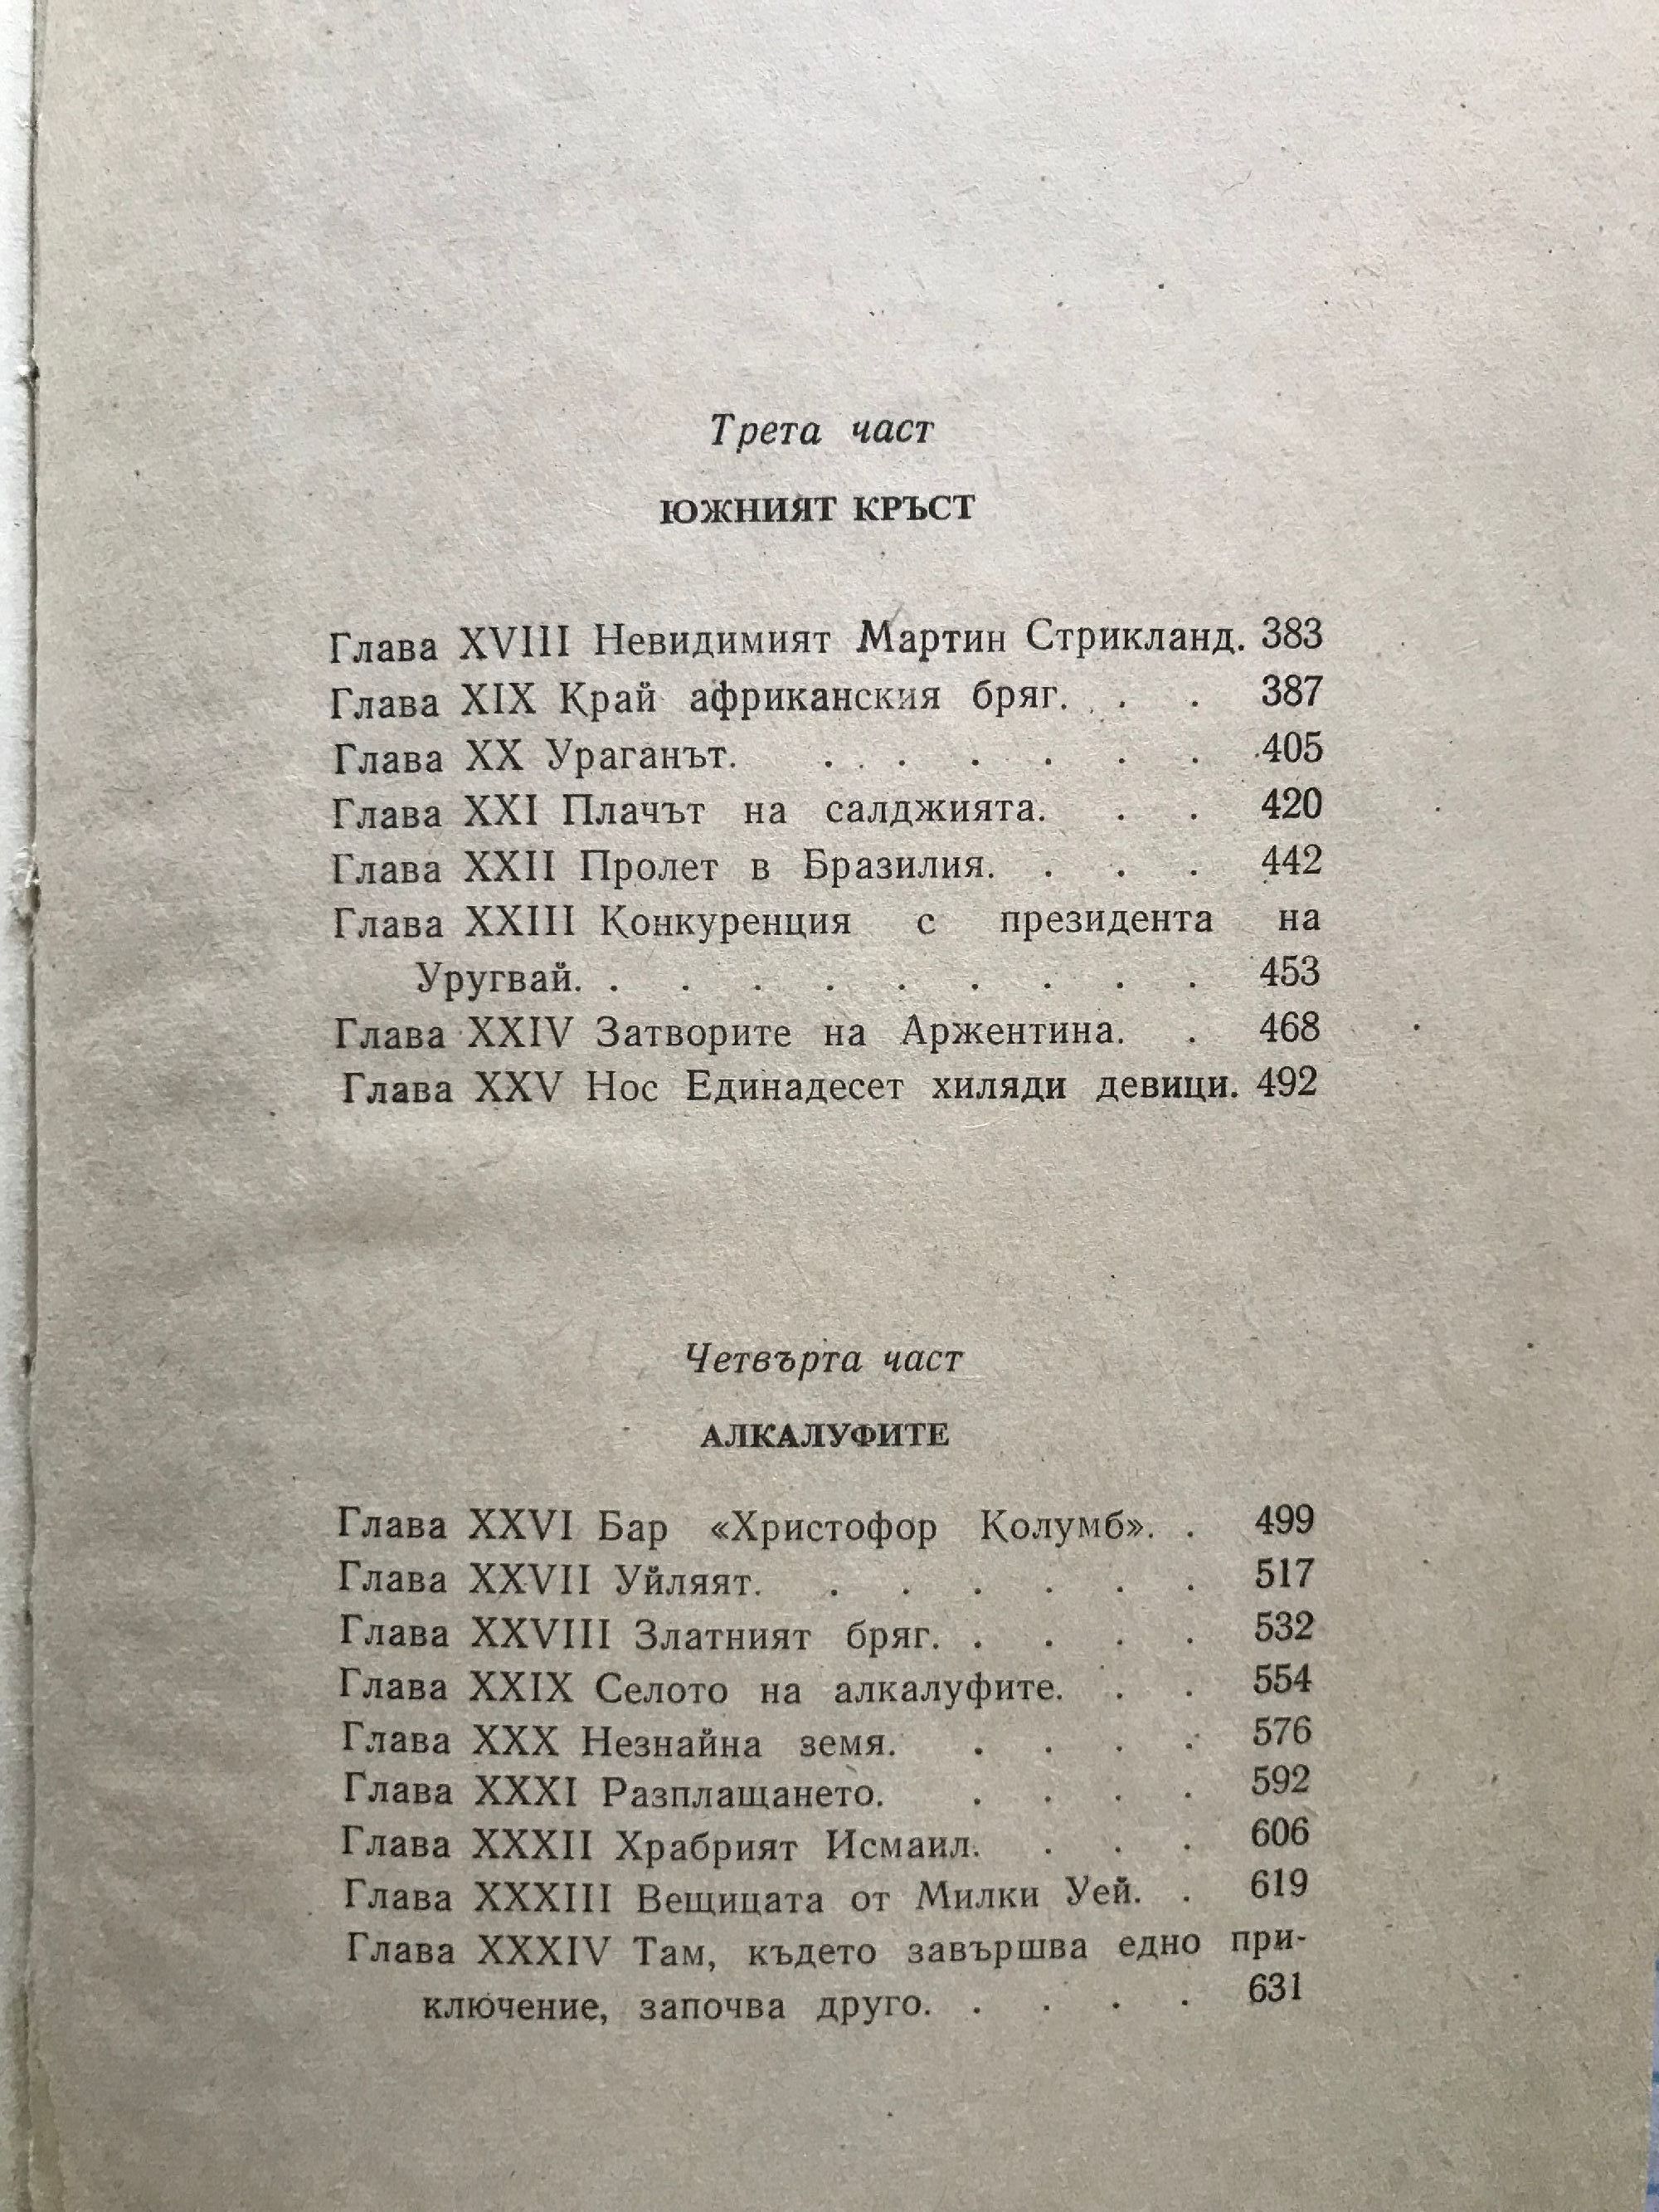 Трета част
ЮЖНИЯТ КРЪСТ
Глава XVIII Невидимият Мартин Стрикланд. 383
Глава XIX Край африканския бряг. . . 387
Глава XX Ураганът. . . . . . . 405
Глава XXI Плачът на салджията. . . 420
Глава XXII Пролет в Бразилия. . . . 442
Глава XXIII Конкуренция с президента на
Уругвай. . . . . . . . . . 453
Глава XXIV Затворите на Аржентина. . 468
Глава XXV Нос Единадесет хиляди девици. 492
Четвърта част
АЛКАЛУФИТЕ
Глава XXVI Бар «Христофор Колумб». . 499
Глава XXVII Уйляят. . . . . . . 517
Глава XXVIII Златният бряг. . . . . 532
Глава XXIX Селото на алкалуфите. . . 554
Глава XXX Незнайна земя. . . . . 576
Глава XXXI Разплащането. . . . . 592
Глава XXXII Храбрият Исмаил. . . . 606
Глава XXXIII Вещицата от Милки Уей. . 619
Глава XXXIV Там, където завършва едно при-
ключение, започва друго. . . . . 631